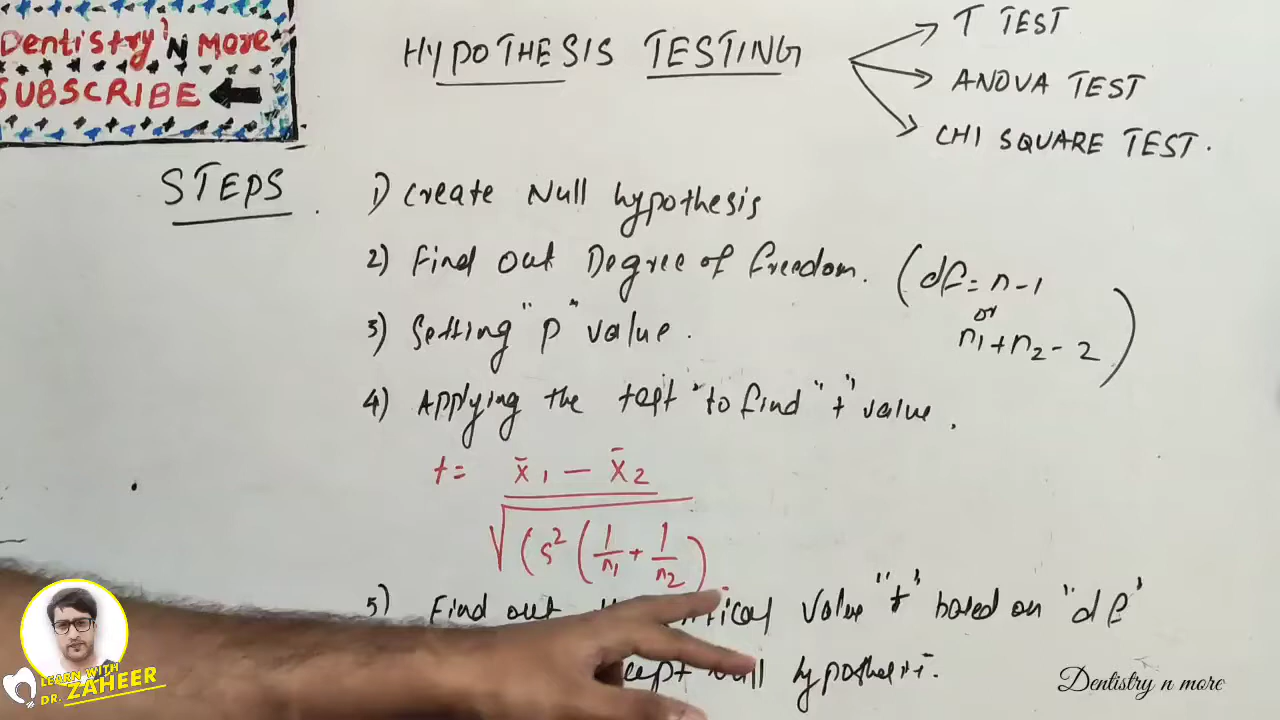 Dentistry'N More
SUBSCRIBE
HYPOTHESIS TESTING
T TEST
ANOVA TEST
CHI SQUARE TEST.
STEPS
1) Create Null hypothesis
2) Find out Degree of freedom. (df = n - 1
or
n1 + n2 - 2)
3) Setting "P" value.
4) Applying the test to find "t" value.
t = x̄1 - x̄2
√(S²(1/n1 + 1/n2)
5) Find out value "t" based on "df"
Null hypothesis.
LEARN WITH
DR. ZAHEER
Dentistry n more